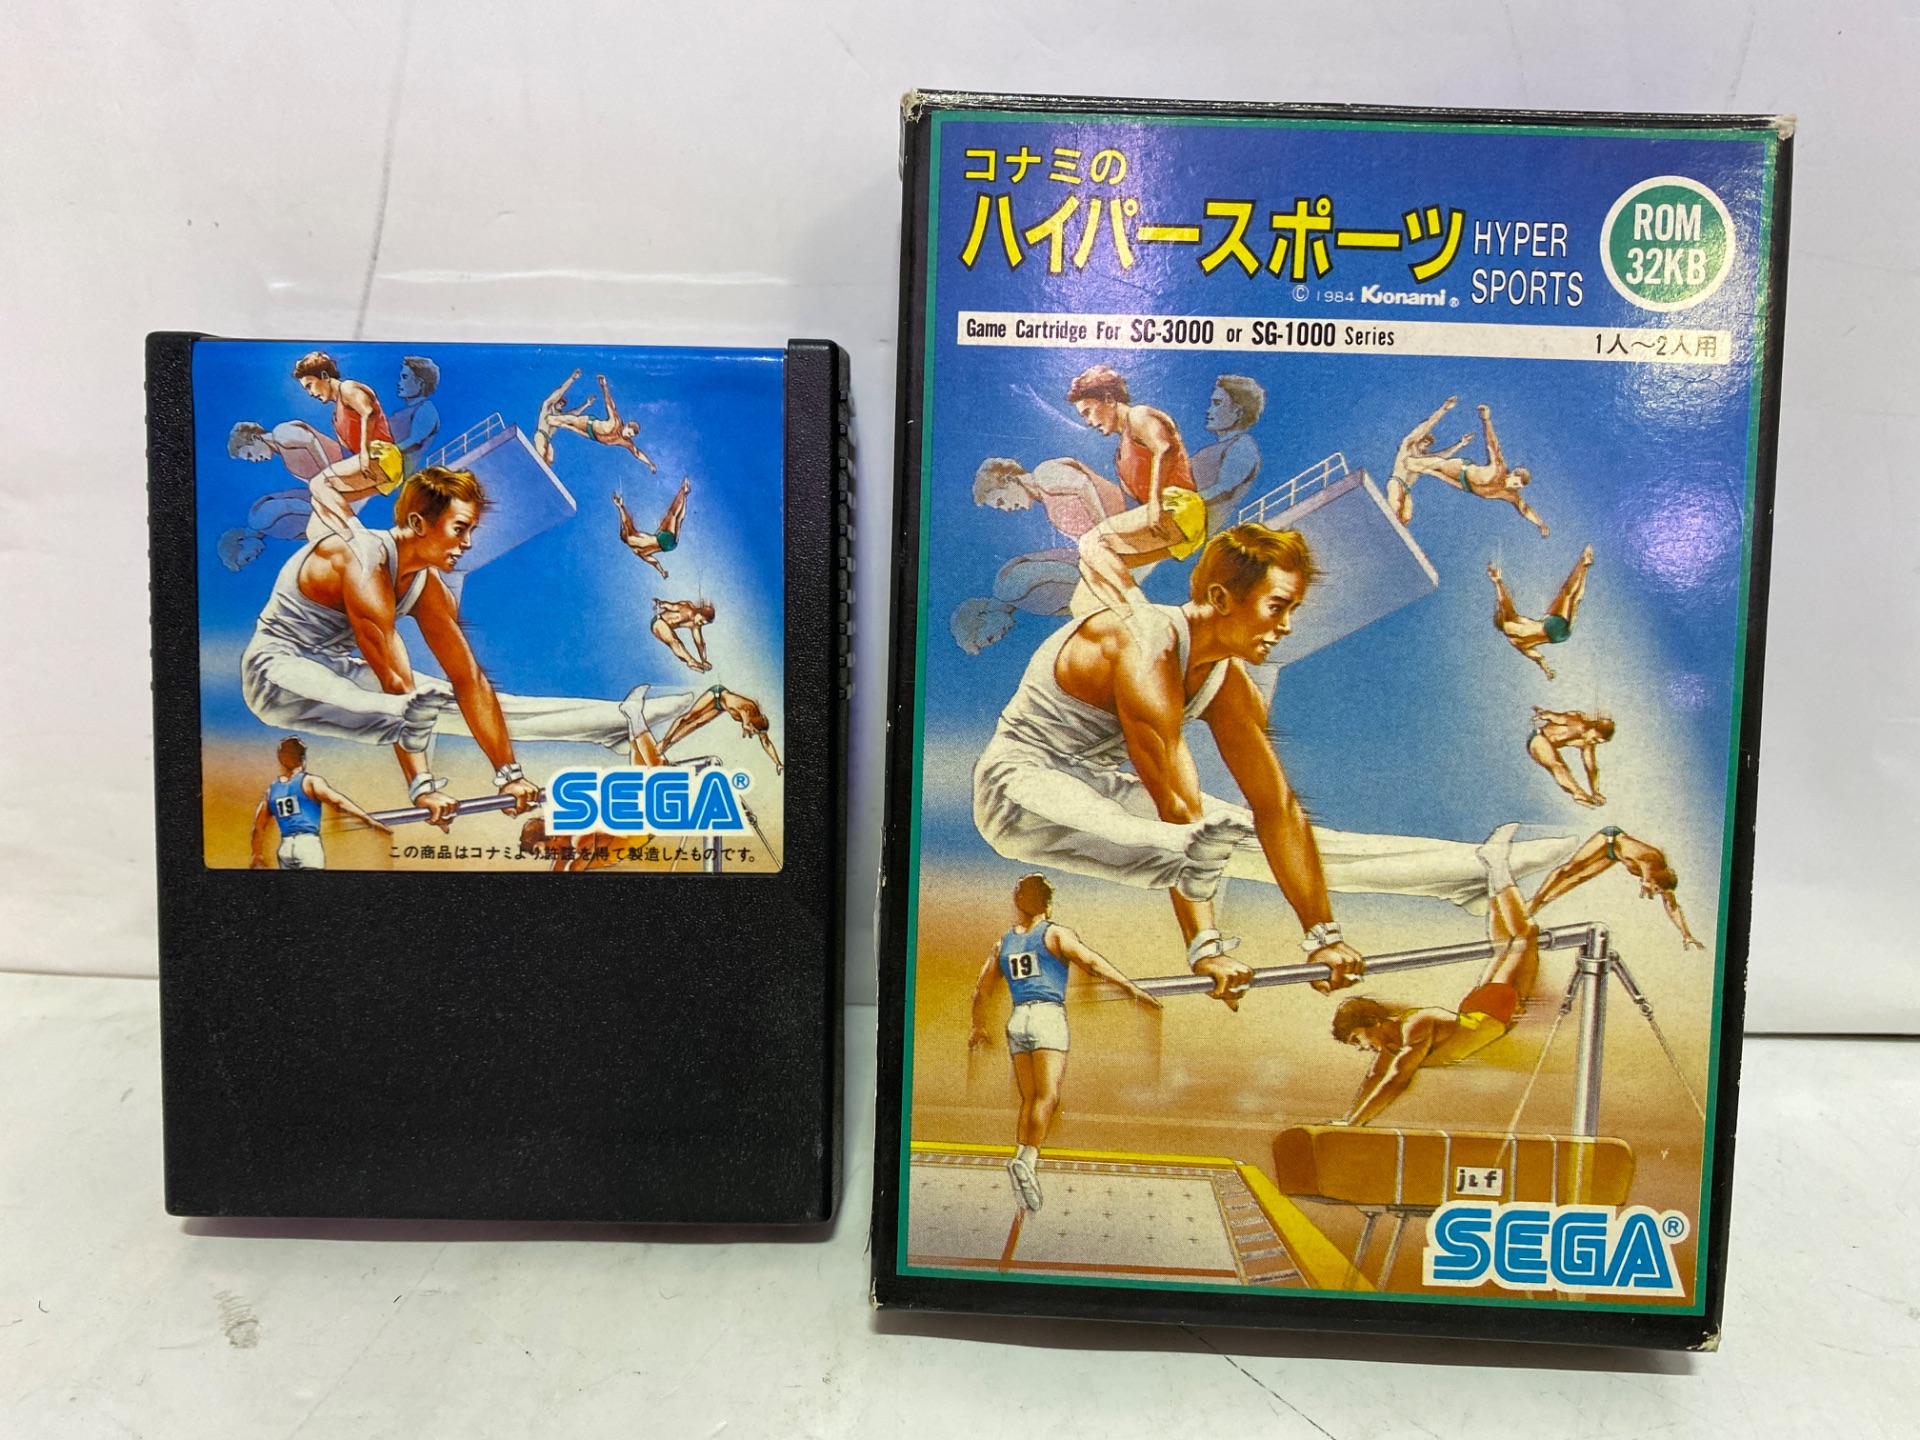 19
SEGA®
この商品はコナミより許諾を得て製造したものです。
コナミの
ハイパースポーツ
HYPER
SPORTS
© 1984 Konami®
ROM
32KB
Game Cartridge For SC-3000 or SG-1000 Series
1人〜2人用
19
j&f
SEGA®